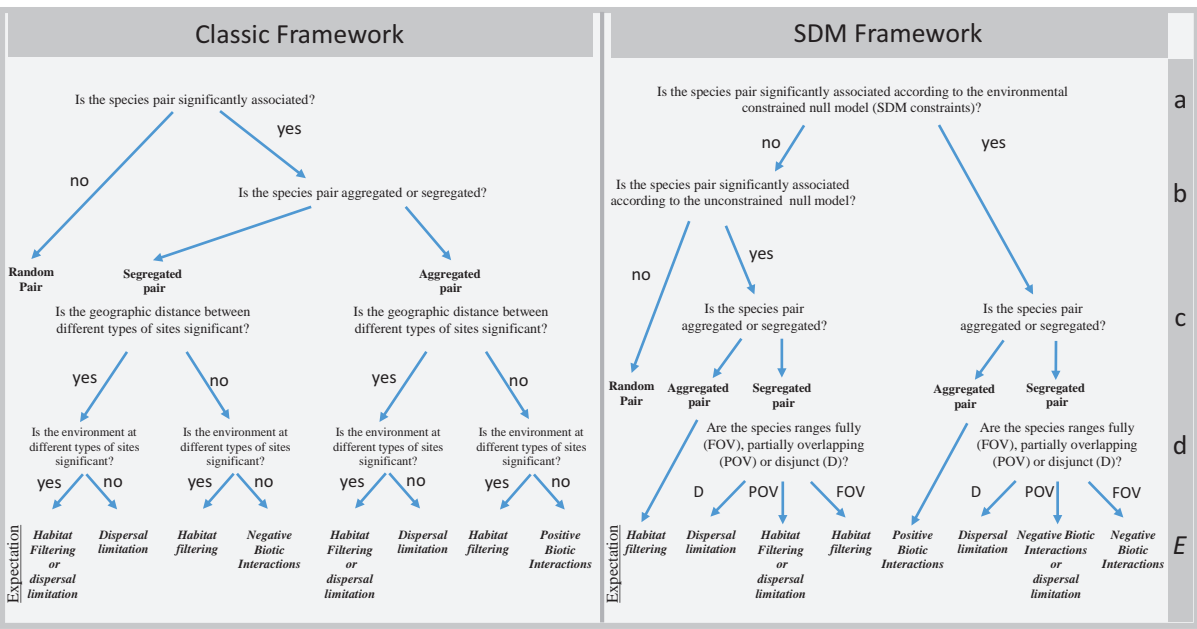 Classic Framework
Is the species pair significantly associated?
no
yes
Is the species pair aggregated or segregated?
Random
Pair
Segregated
pair
Aggregated
pair
Is the geographic distance between
different types of sites significant?
Is the geographic distance between
different types of sites significant?
yes
no
yes
no
Is the environment at
different types of sites
significant?
Is the environment at
different types of sites
significant?
Is the environment at
different types of sites
significant?
Is the environment at
different types of sites
significant?
yes
no
yes
no
yes
no
yes
no
Expectation
Habitat
Filtering
or
dispersal
limitation
Dispersal
limitation
Habitat
filtering
Negative
Biotic
Interactions
Habitat
Filtering
or
dispersal
limitation
Dispersal
limitation
Habitat
filtering
Positive
Biotic
Interactions
SDM Framework
Is the species pair significantly associated according to the environmental
constrained null model (SDM constraints)?
a
no
yes
Is the species pair significantly associated
according to the unconstrained null model?
b
no
yes
Is the species pair
aggregated or segregated?
Is the species pair
aggregated or segregated?
c
Random
Pair
Aggregated
pair
Segregated
pair
Aggregated
pair
Segregated
pair
Are the species ranges fully
(FOV), partially overlapping
(POV) or disjunct (D)?
Are the species ranges fully
(FOV), partially overlapping
(POV) or disjunct (D)?
d
D
POV
FOV
D
POV
FOV
Expectation
Habitat
filtering
Dispersal
limitation
Habitat
Filtering
or
dispersal
limitation
Habitat
filtering
Positive
Biotic
Interactions
Dispersal
limitation
Negative Biotic
Interactions
or
dispersal
limitation
Negative
Biotic
Interactions
E